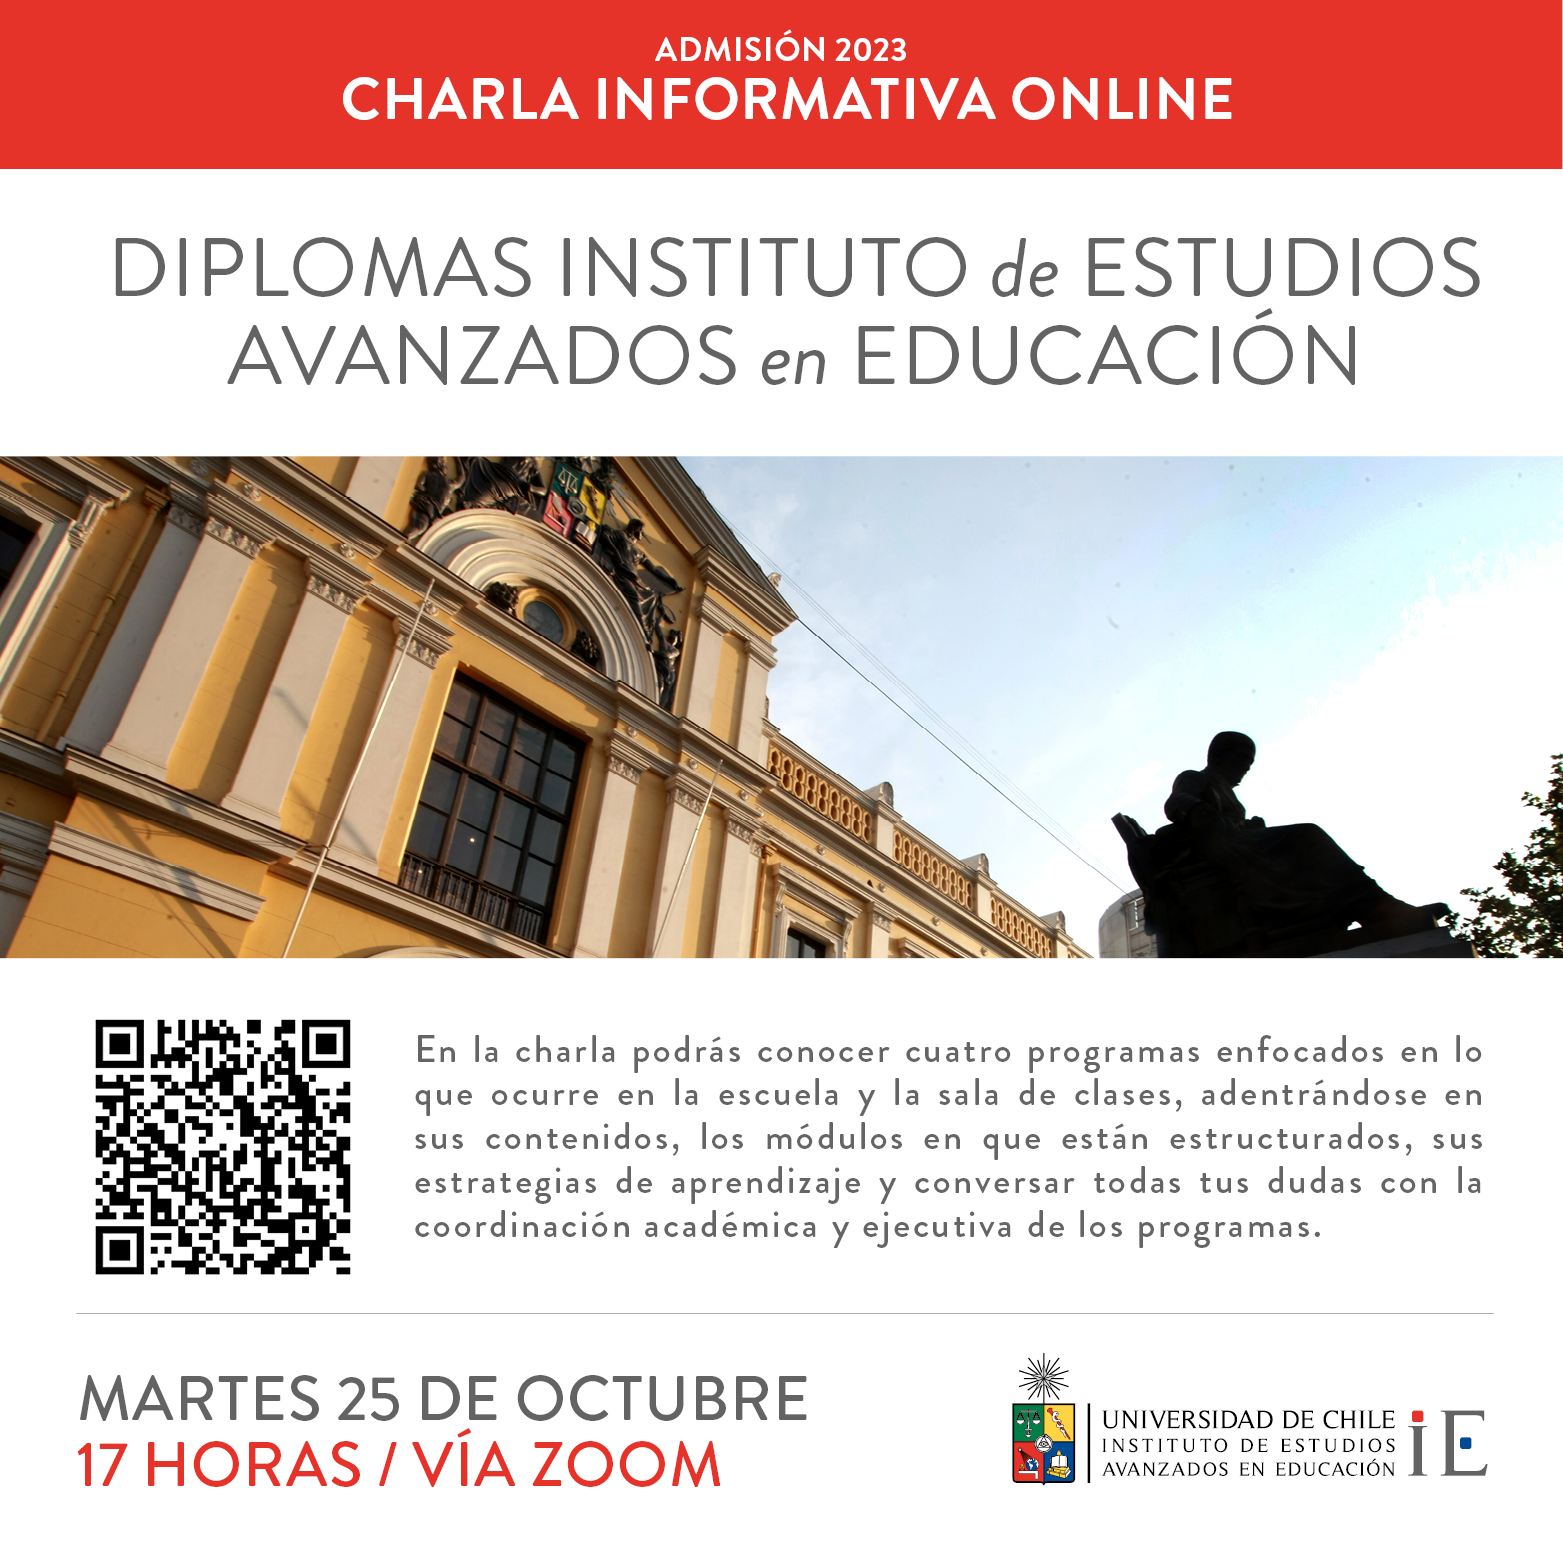 ADMISIÓN 2023
CHARLA INFORMATIVA ONLINE
DIPLOMAS INSTITUTO de ESTUDIOS
AVANZADOS en EDUCACIÓN
En la charla podrás conocer cuatro programas enfocados en lo
que ocurre en la escuela y la sala de clases, adentrándose en
sus contenidos, los módulos en que están estructurados, sus
estrategias de aprendizaje y conversar todas tus dudas con la
coordinación académica y ejecutiva de los programas.
MARTES 25 DE OCTUBRE
17 HORAS / VÍA ZOOM
UNIVERSIDAD DE CHILE
INSTITUTO DE ESTUDIOS
AVANZADOS EN EDUCACIÓN
iE